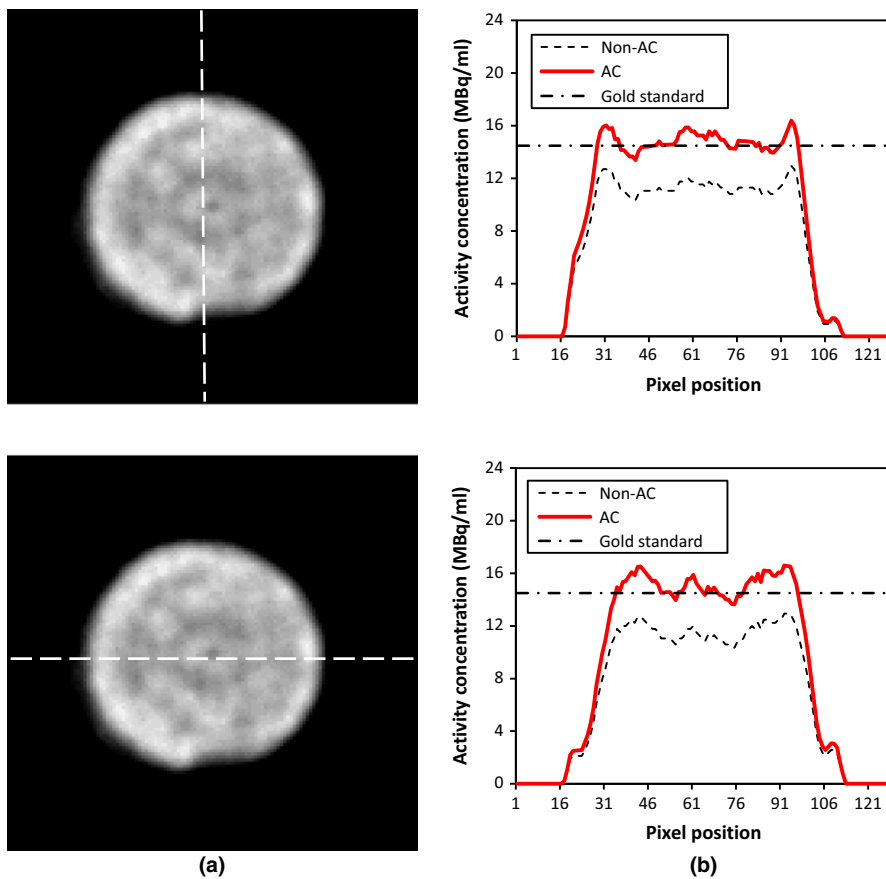 24
20
16
12
8
4
0
Activity concentration (MBq/ml)
Non-AC
AC
Gold standard
1 16 31 46 61 76 91 106 121
Pixel position
24
20
16
12
8
4
0
Activity concentration (MBq/ml)
Non-AC
AC
Gold standard
1 16 31 46 61 76 91 106 121
Pixel position
(a) (b)